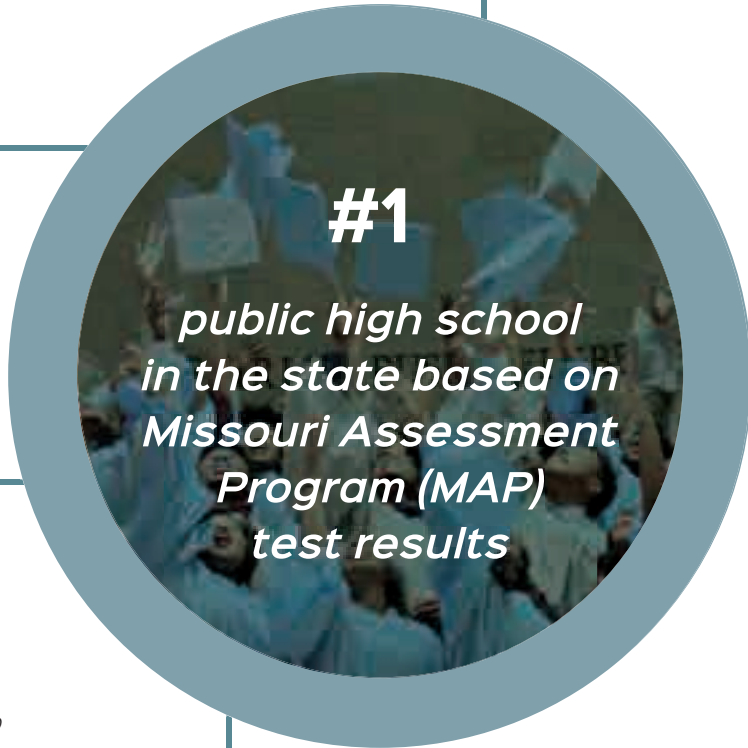 #1
public high school
in the state based on
Missouri Assessment
Program (MAP)
test results